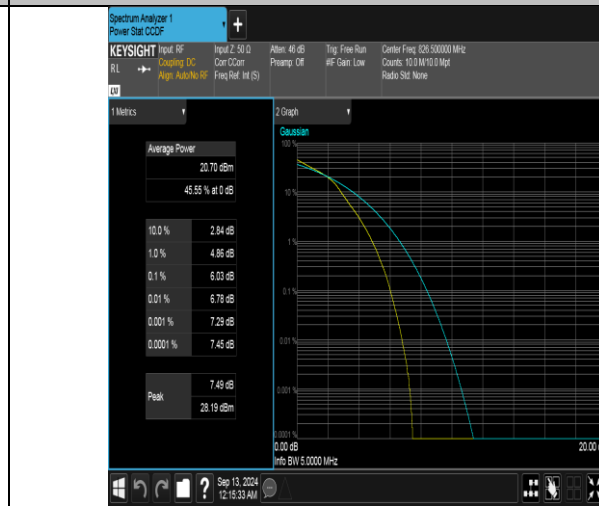 Spectrum Analyzer 1
Power Stat CCDF
+
KEYSIGHT Input: RF Input Z: 50 Ω Atten: 46 dB Trig: Free Run Center Freq: 826.500000 MHz
RL Coupling: DC Corr CCorr Preamp: Off #IF Gain: Low Counts: 10.0 M/10.0 Mpt
Align: Auto/No RF Freq Ref: Int (S) Radio Std: None
LXI
1 Metrics
Average Power
20.70 dBm
45.55 % at 0 dB
10.0 % 2.84 dB
1.0 % 4.86 dB
0.1 % 6.03 dB
0.01 % 6.78 dB
0.001 % 7.29 dB
0.0001 % 7.45 dB
Peak 7.49 dB
28.19 dBm
2 Graph
Gaussian
100 %
10 %
1 %
0.1 %
0.01 %
0.001 %
0.0001 %
0.00 dB 20.00
Info BW 5.0000 MHz
? Sep 13, 2024
12:15:33 AM